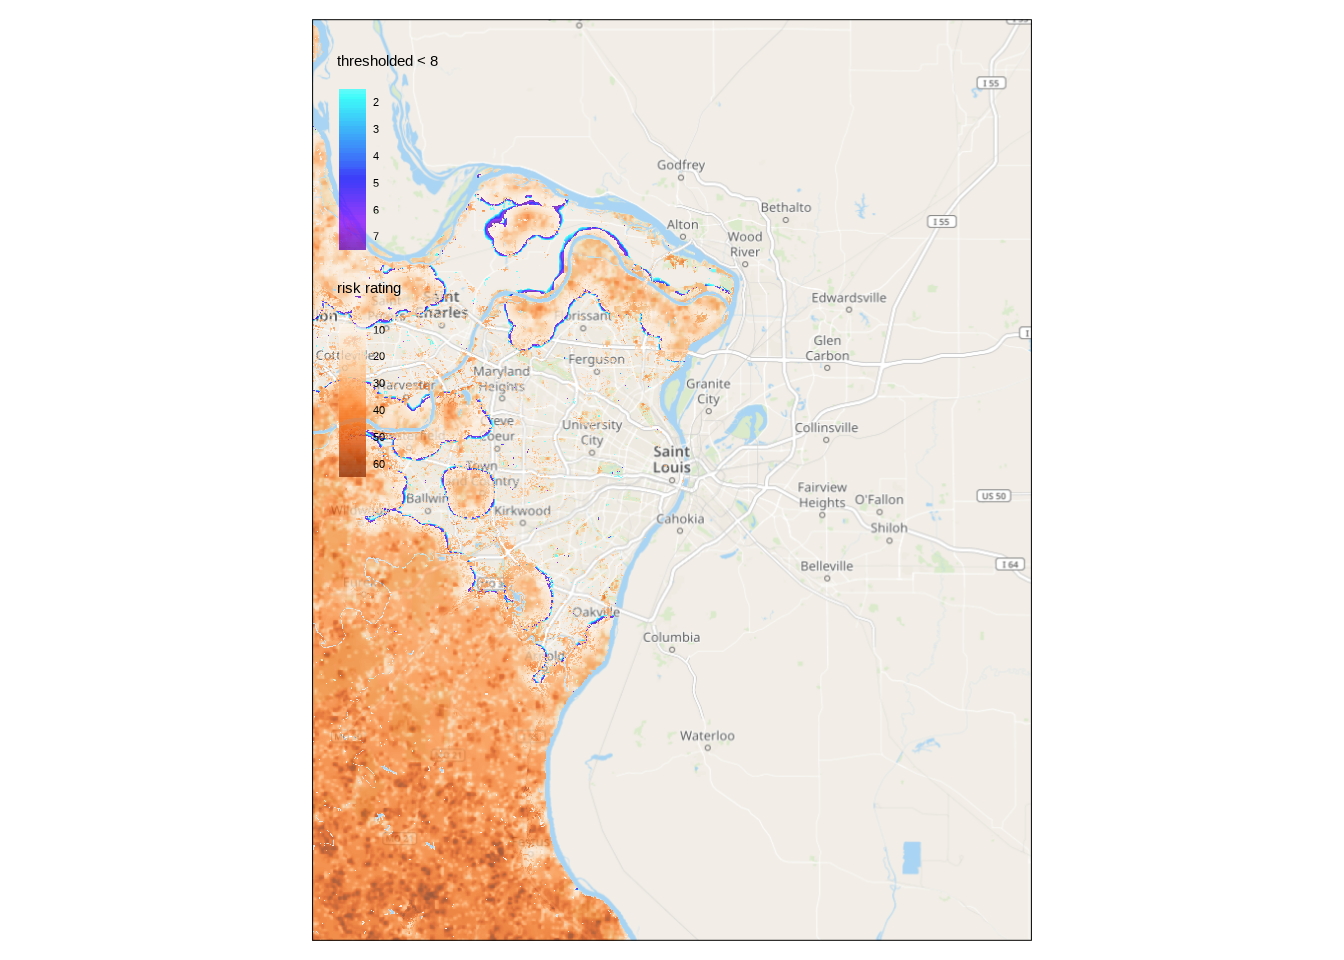 thresholded < 8
2
3
4
5
6
7
risk rating
10
20
30
40
50
60
I 55
Godfrey
Bethalto
I 55
Alton
Wood
River
Edwardsville
Glen
Carbon
Ferguson
Maryland
Heights
Granite
City
University
City
Collinsville
Saint
Louis
Town
Country
Ballwin
Kirkwood
Fairview
Heights
O'Fallon
US 50
Shiloh
Cahokia
Belleville
I 64
Oakville
Columbia
Waterloo